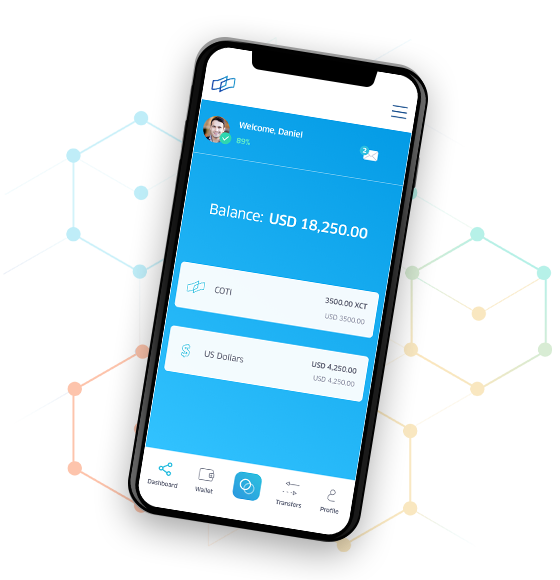 Welcome, Daniel
89%
2
Balance: USD 18,250.00
COTI
3500.00 XCT
USD 3500.00
US Dollars
USD 4,250.00
USD 4,250.00
Dashboard
Wallet
Transfers
Profile